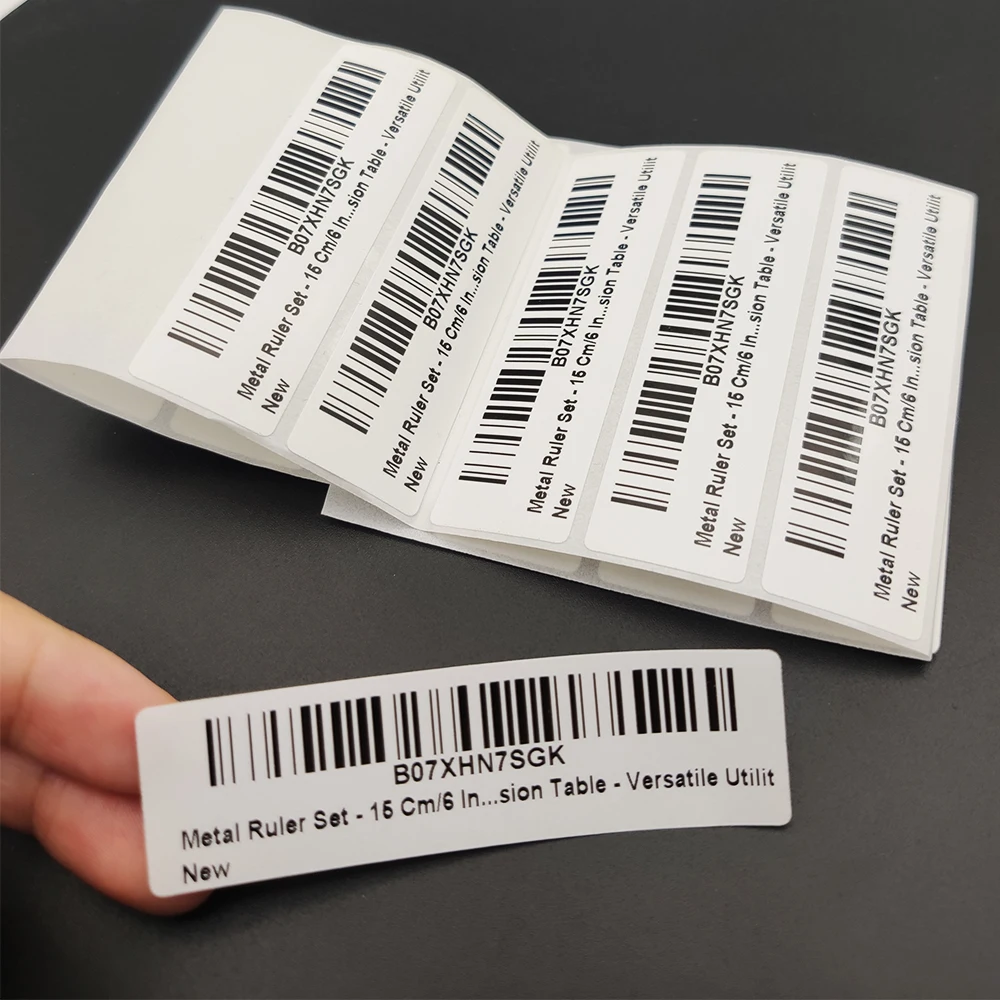 B07XHN7SGK
Metal Ruler Set - 15 Cm/6 In...sion Table - Versatile Utilit
New
B07XHN7SGK
Metal Ruler Set - 15 Cm/6 In...sion Table - Versatile Utilit
New
B07XHN7SGK
Metal Ruler Set - 15 Cm/6 In...sion Table - Versatile Utilit
New
B07XHN7SGK
Metal Ruler Set - 15 Cm/6 In...sion Table - Versatile Utilit
New
B07XHN7SGK
Metal Ruler Set - 15 Cm/6 In...sion Table - Versatile Utilit
New
B07XHN7SGK
Metal Ruler Set - 15 Cm/6 In...sion Table - Versatile Utilit
New